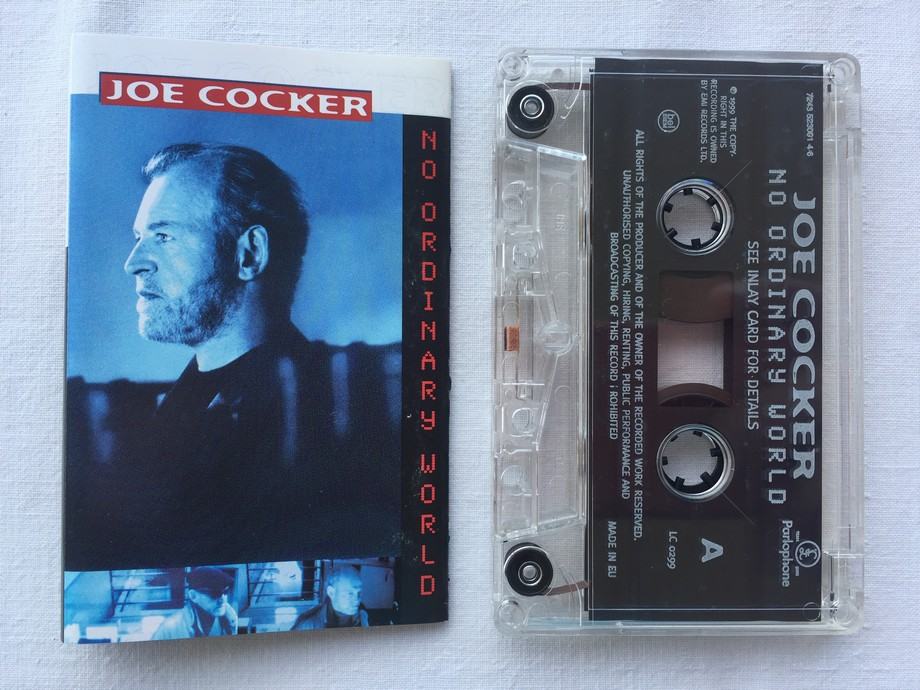 JOE COCKER
NO ORDINARY WORLD
7243 523001 4 6
JOE COCKER
NO ORDINARY WORLD
SEE INLAY CARD FOR DETAILS
Parlophone
℗ 1999 THE COPY-
RIGHT IN THIS
RECORDING IS OWNED
BY EMI RECORDS LTD.
bel
BIEM
A
LC 0299
ALL RIGHTS OF THE PRODUCER AND OF THE OWNER OF THE RECORDED WORK RESERVED.
UNAUTHORISED COPYING, HIRING, RENTING, PUBLIC PERFORMANCE AND
BROADCASTING OF THIS RECORD PROHIBITED
MADE IN EU